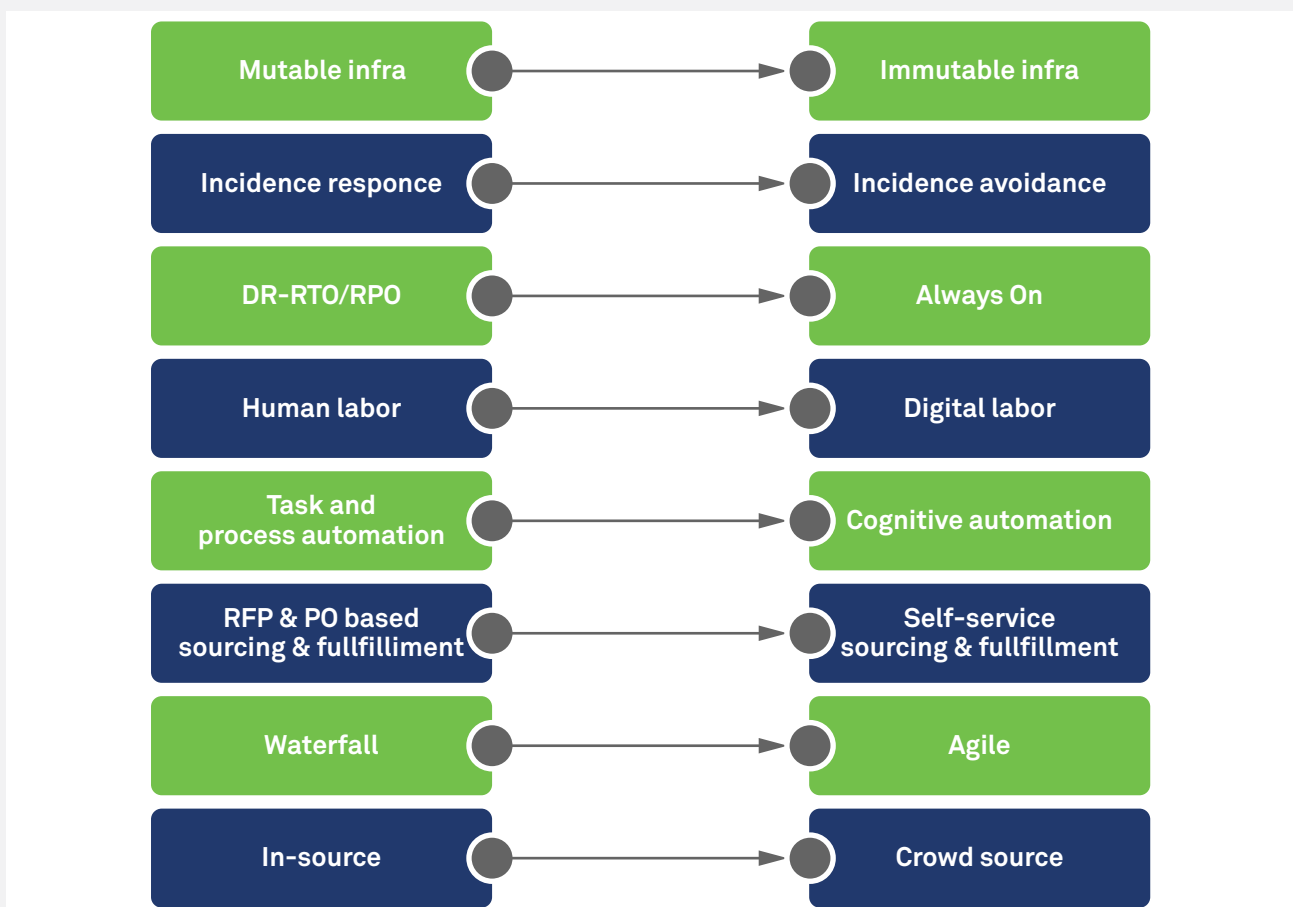 Mutable infra
Immutable infra
Incidence responce
Incidence avoidance
DR-RTO/RPO
Always On
Human labor
Digital labor
Task and
process automation
Cognitive automation
RFP & PO based
sourcing & fullfilliment
Self-service
sourcing & fullfillment
Waterfall
Agile
In-source
Crowd source